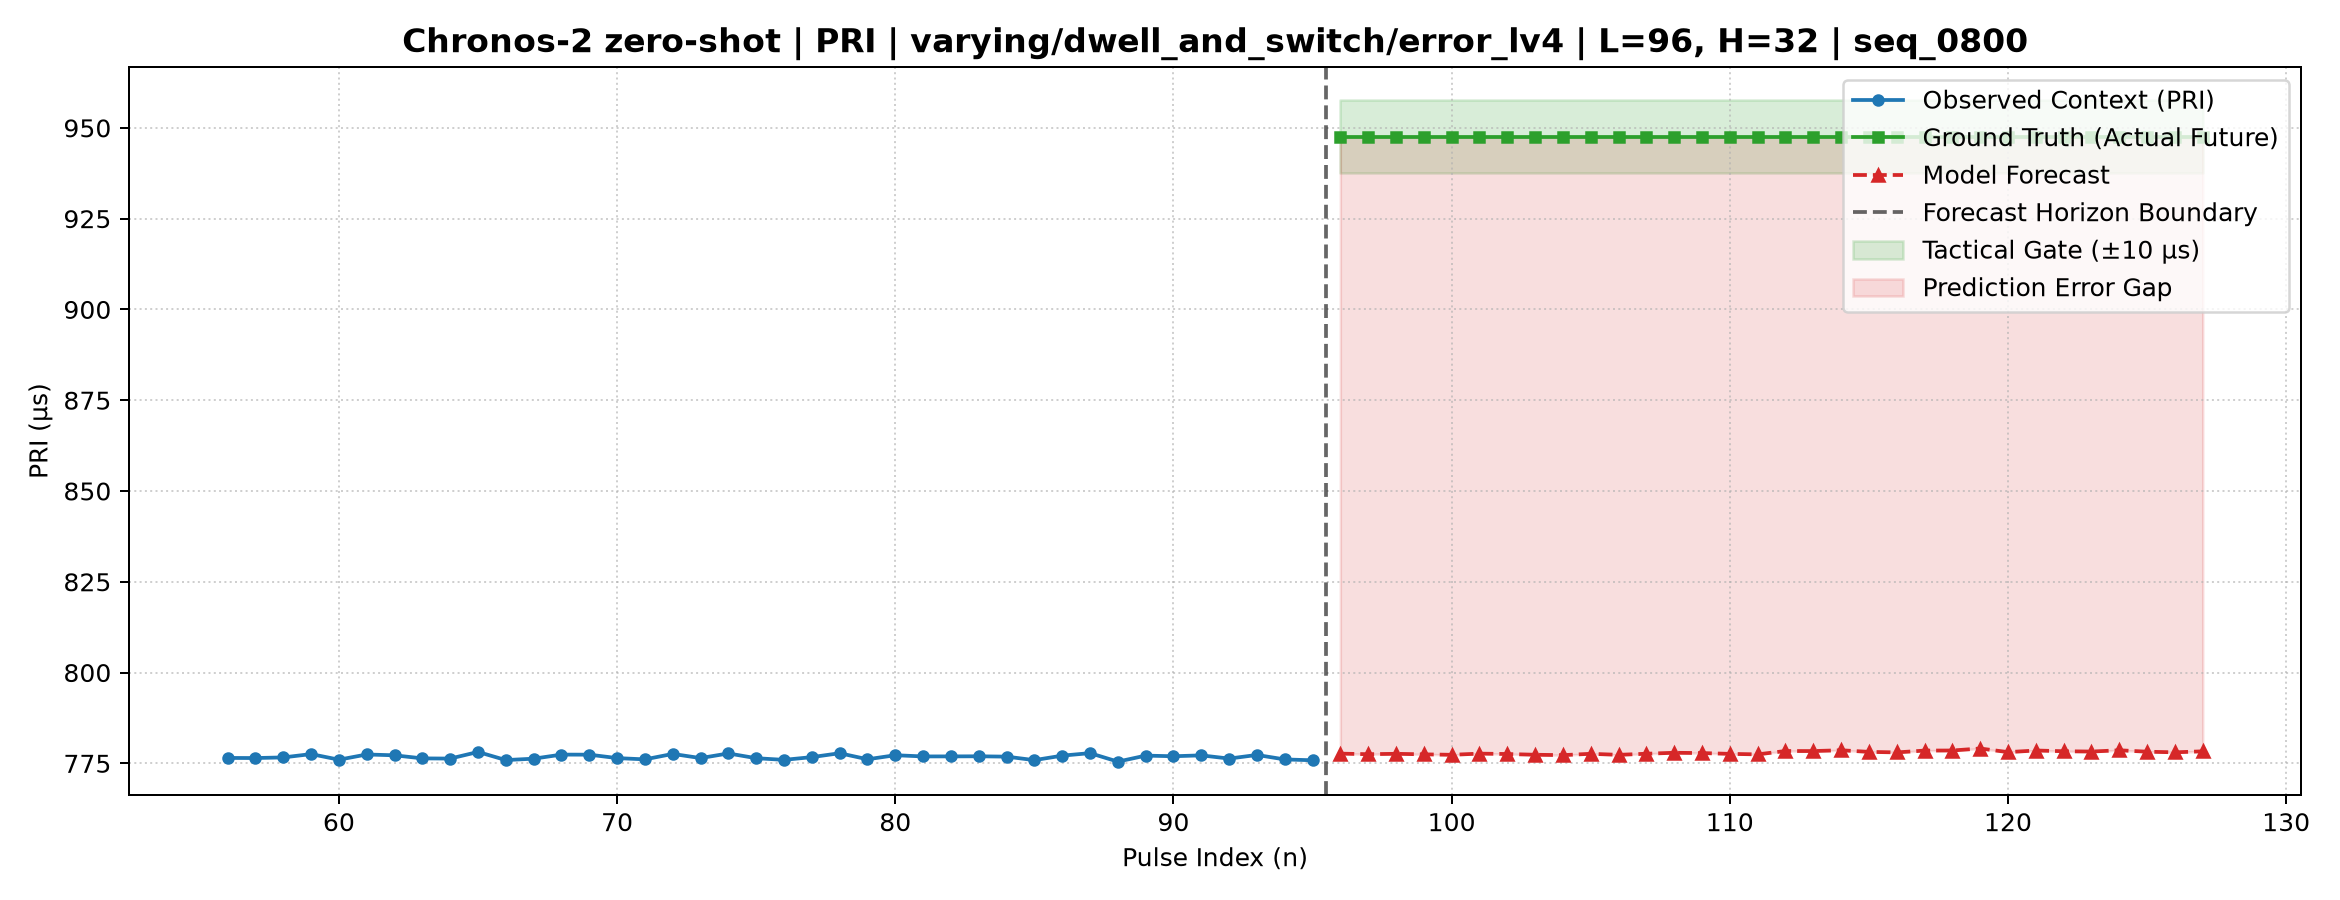 Chronos-2 zero-shot | PRI | varying/dwell_and_switch/error_lv4 | L=96, H=32 | seq_0800
Observed Context (PRI)
Ground Truth (Actual Future)
Model Forecast
Forecast Horizon Boundary
Tactical Gate (±10 µs)
Prediction Error Gap
PRI (µs)
950
925
900
875
850
825
800
775
60 70 80 90 100 110 120 130
Pulse Index (n)